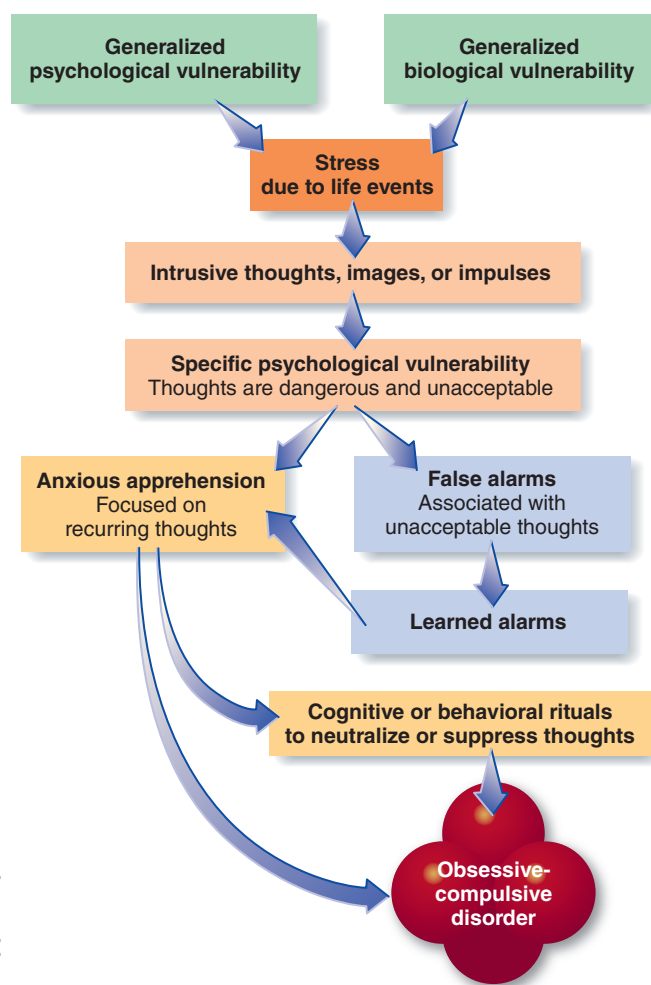 Generalized
psychological vulnerability
Generalized
biological vulnerability
Stress
due to life events
Intrusive thoughts, images, or impulses
Specific psychological vulnerability
Thoughts are dangerous and unacceptable
Anxious apprehension
Focused on
recurring thoughts
False alarms
Associated with
unacceptable thoughts
Learned alarms
Cognitive or behavioral rituals
to neutralize or suppress thoughts
Obsessive-
compulsive
disorder